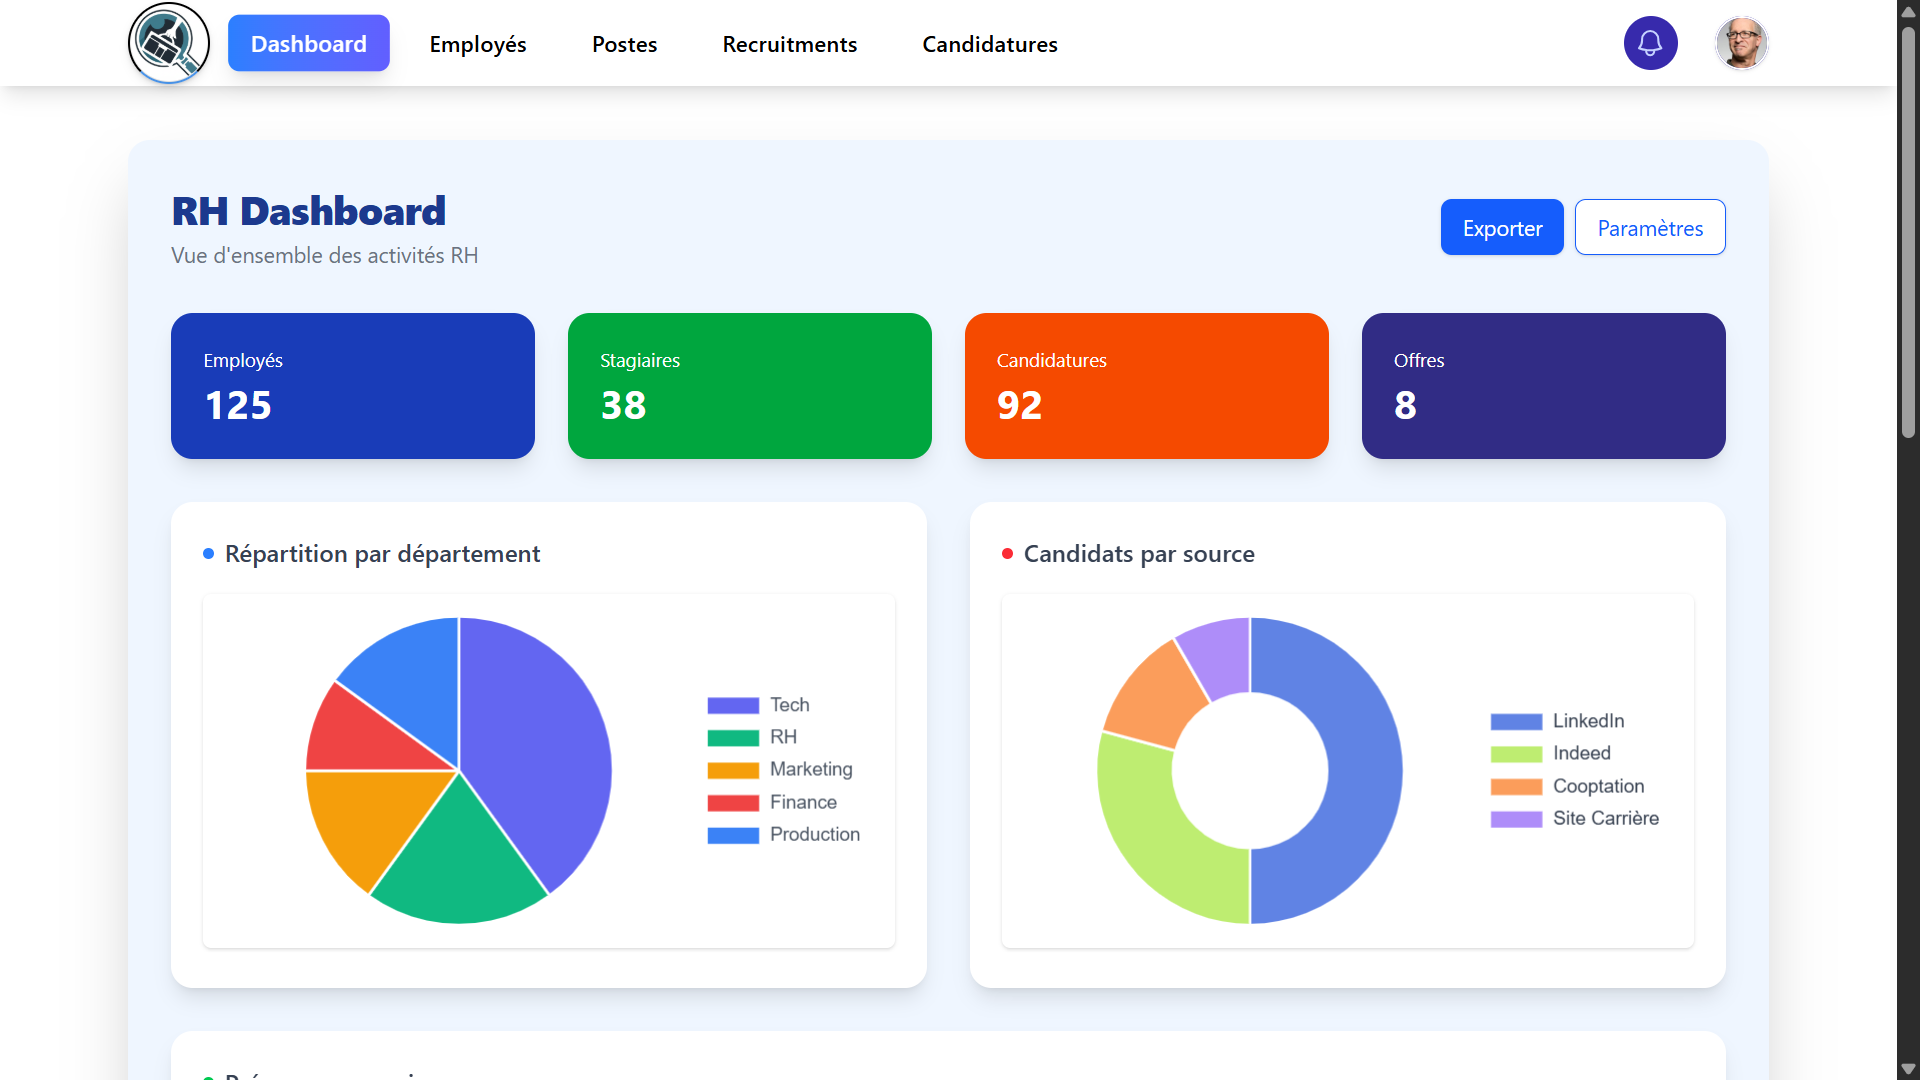 Dashboard
Employés
Postes
Recruitments
Candidatures
RH Dashboard
Vue d'ensemble des activités RH
Exporter
Paramètres
Employés
125
Stagiaires
38
Candidatures
92
Offres
8
Répartition par département
Tech
RH
Marketing
Finance
Production
Candidats par source
LinkedIn
Indeed
Cooptation
Site Carrière